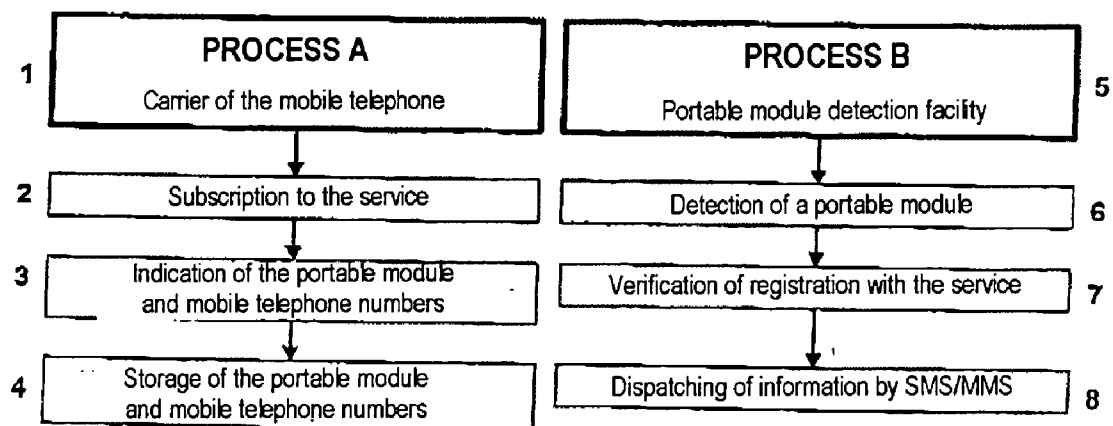 1
PROCESS A
Carrier of the mobile telephone
2
Subscription to the service
3
Indication of the portable module
and mobile telephone numbers
4
Storage of the portable module
and mobile telephone numbers
PROCESS B
5
Portable module detection facility
Detection of a portable module
6
Verification of registration with the service
7
Dispatching of information by SMS/MMS
8